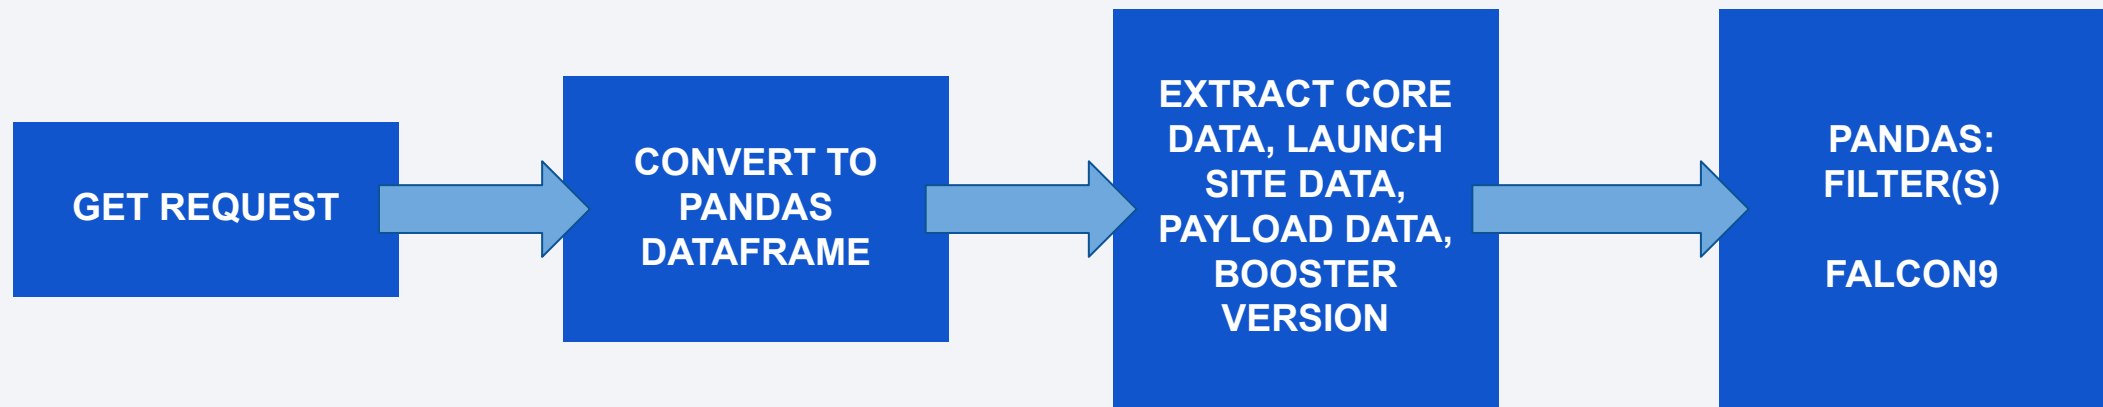 GET REQUEST
CONVERT TO
PANDAS
DATAFRAME
EXTRACT CORE
DATA, LAUNCH
SITE DATA,
PAYLOAD DATA,
BOOSTER
VERSION
PANDAS:
FILTER(S)
FALCON9